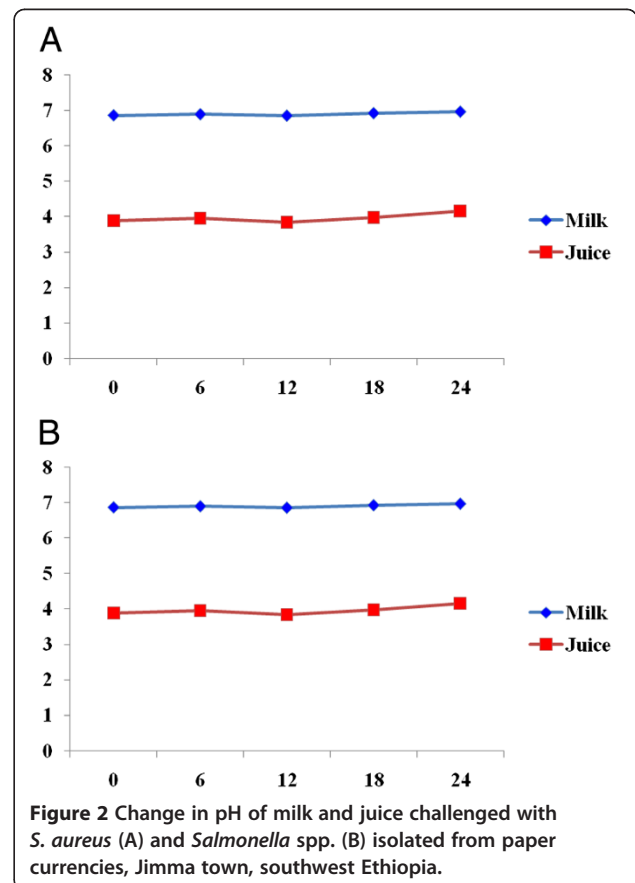 A
8
7
6
5
4
3
2
1
0
0 6 12 18 24
Milk
Juice
B
8
7
6
5
4
3
2
1
0
0 6 12 18 24
Milk
Juice
Figure 2 Change in pH of milk and juice challenged with
S. aureus (A) and Salmonella spp. (B) isolated from paper
currencies, Jimma town, southwest Ethiopia.